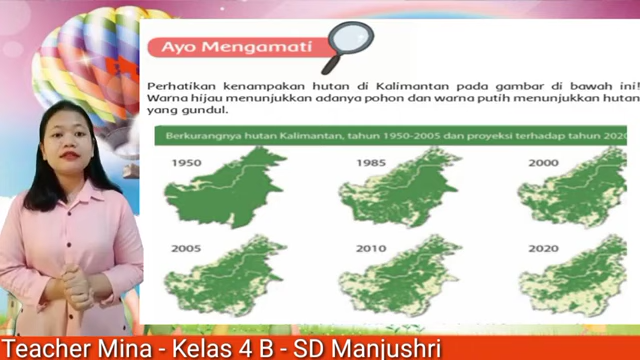 Ayo Mengamati
Perhatikan kenampakan hutan di Kalimantan pada gambar di bawah ini!
Warna hijau menunjukkan adanya pohon dan warna putih menunjukkan hutan
yang gundul.
Berkurangnya hutan Kalimantan, tahun 1950-2005 dan proyeksi terhadap tahun 2020
1950
1985
2000
2005
2010
2020
Teacher Mina - Kelas 4 B - SD Manjushri